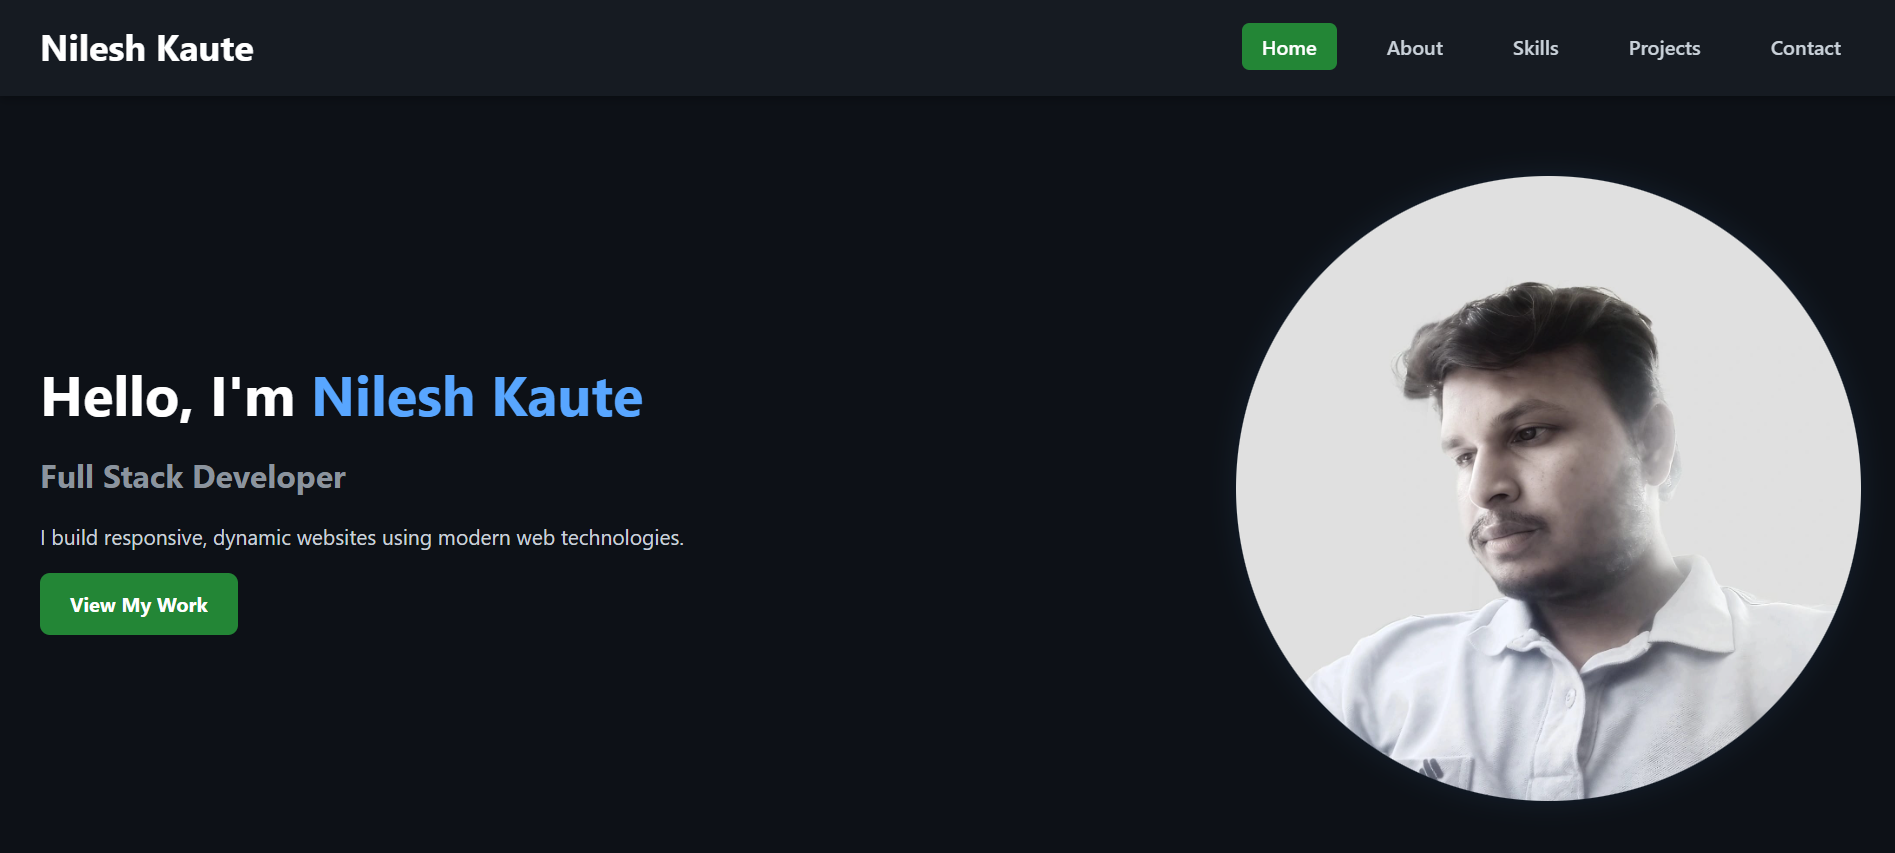 Nilesh Kaute
Home About Skills Projects Contact
Hello, I'm Nilesh Kaute
Full Stack Developer
I build responsive, dynamic websites using modern web technologies.
View My Work